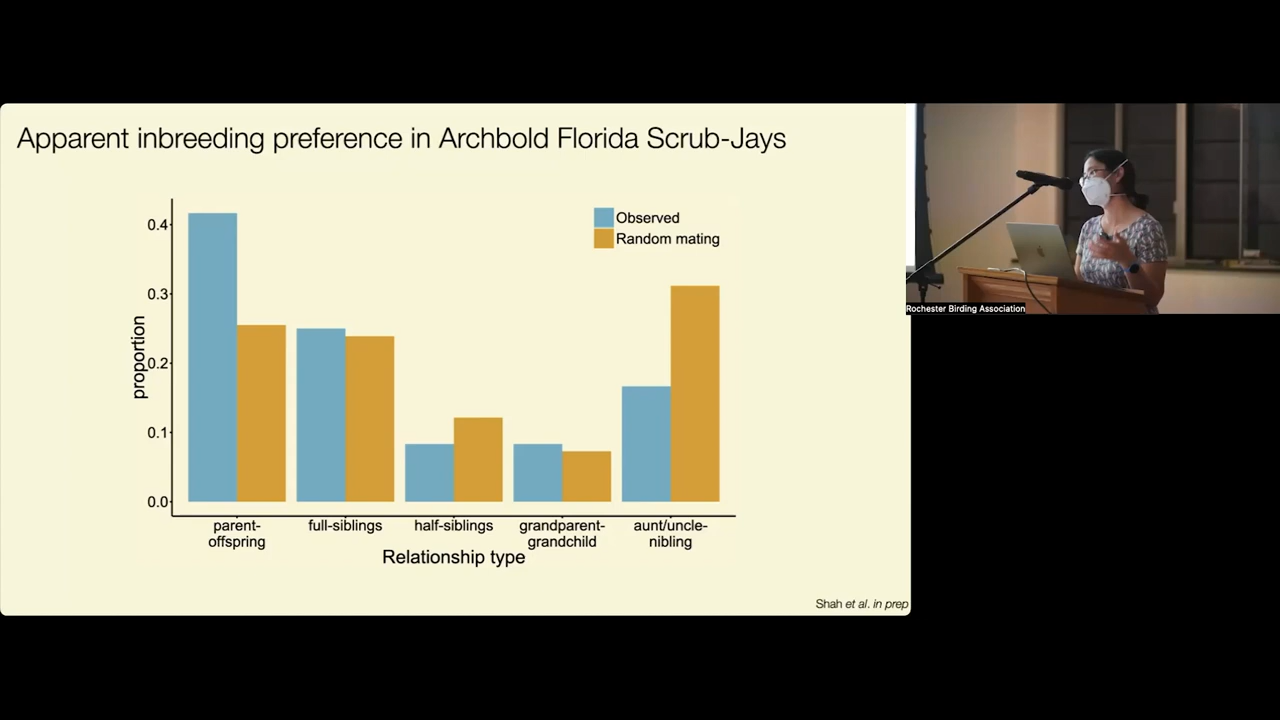 Apparent inbreeding preference in Archbold Florida Scrub-Jays
Observed
Random mating
proportion
0.4
0.3
0.2
0.1
0.0
parent-
offspring
full-siblings
half-siblings
grandparent-
grandchild
aunt/uncle-
nibling
Relationship type
Shah et al. in prep
Rochester Birding Association